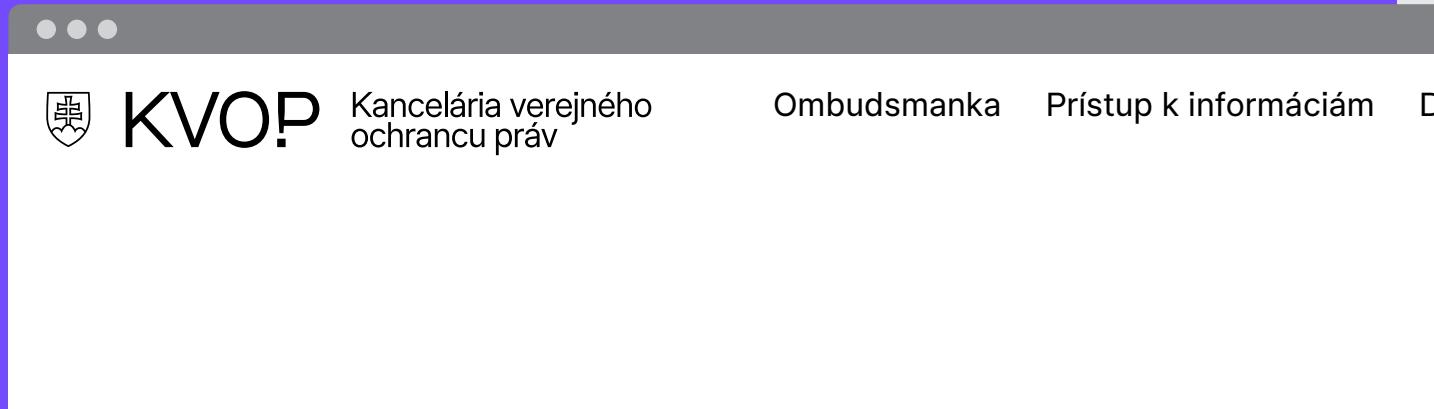 KVOP
Kancelária verejného
ochrancu práv
Ombudsmanka
Prístup k informáciám